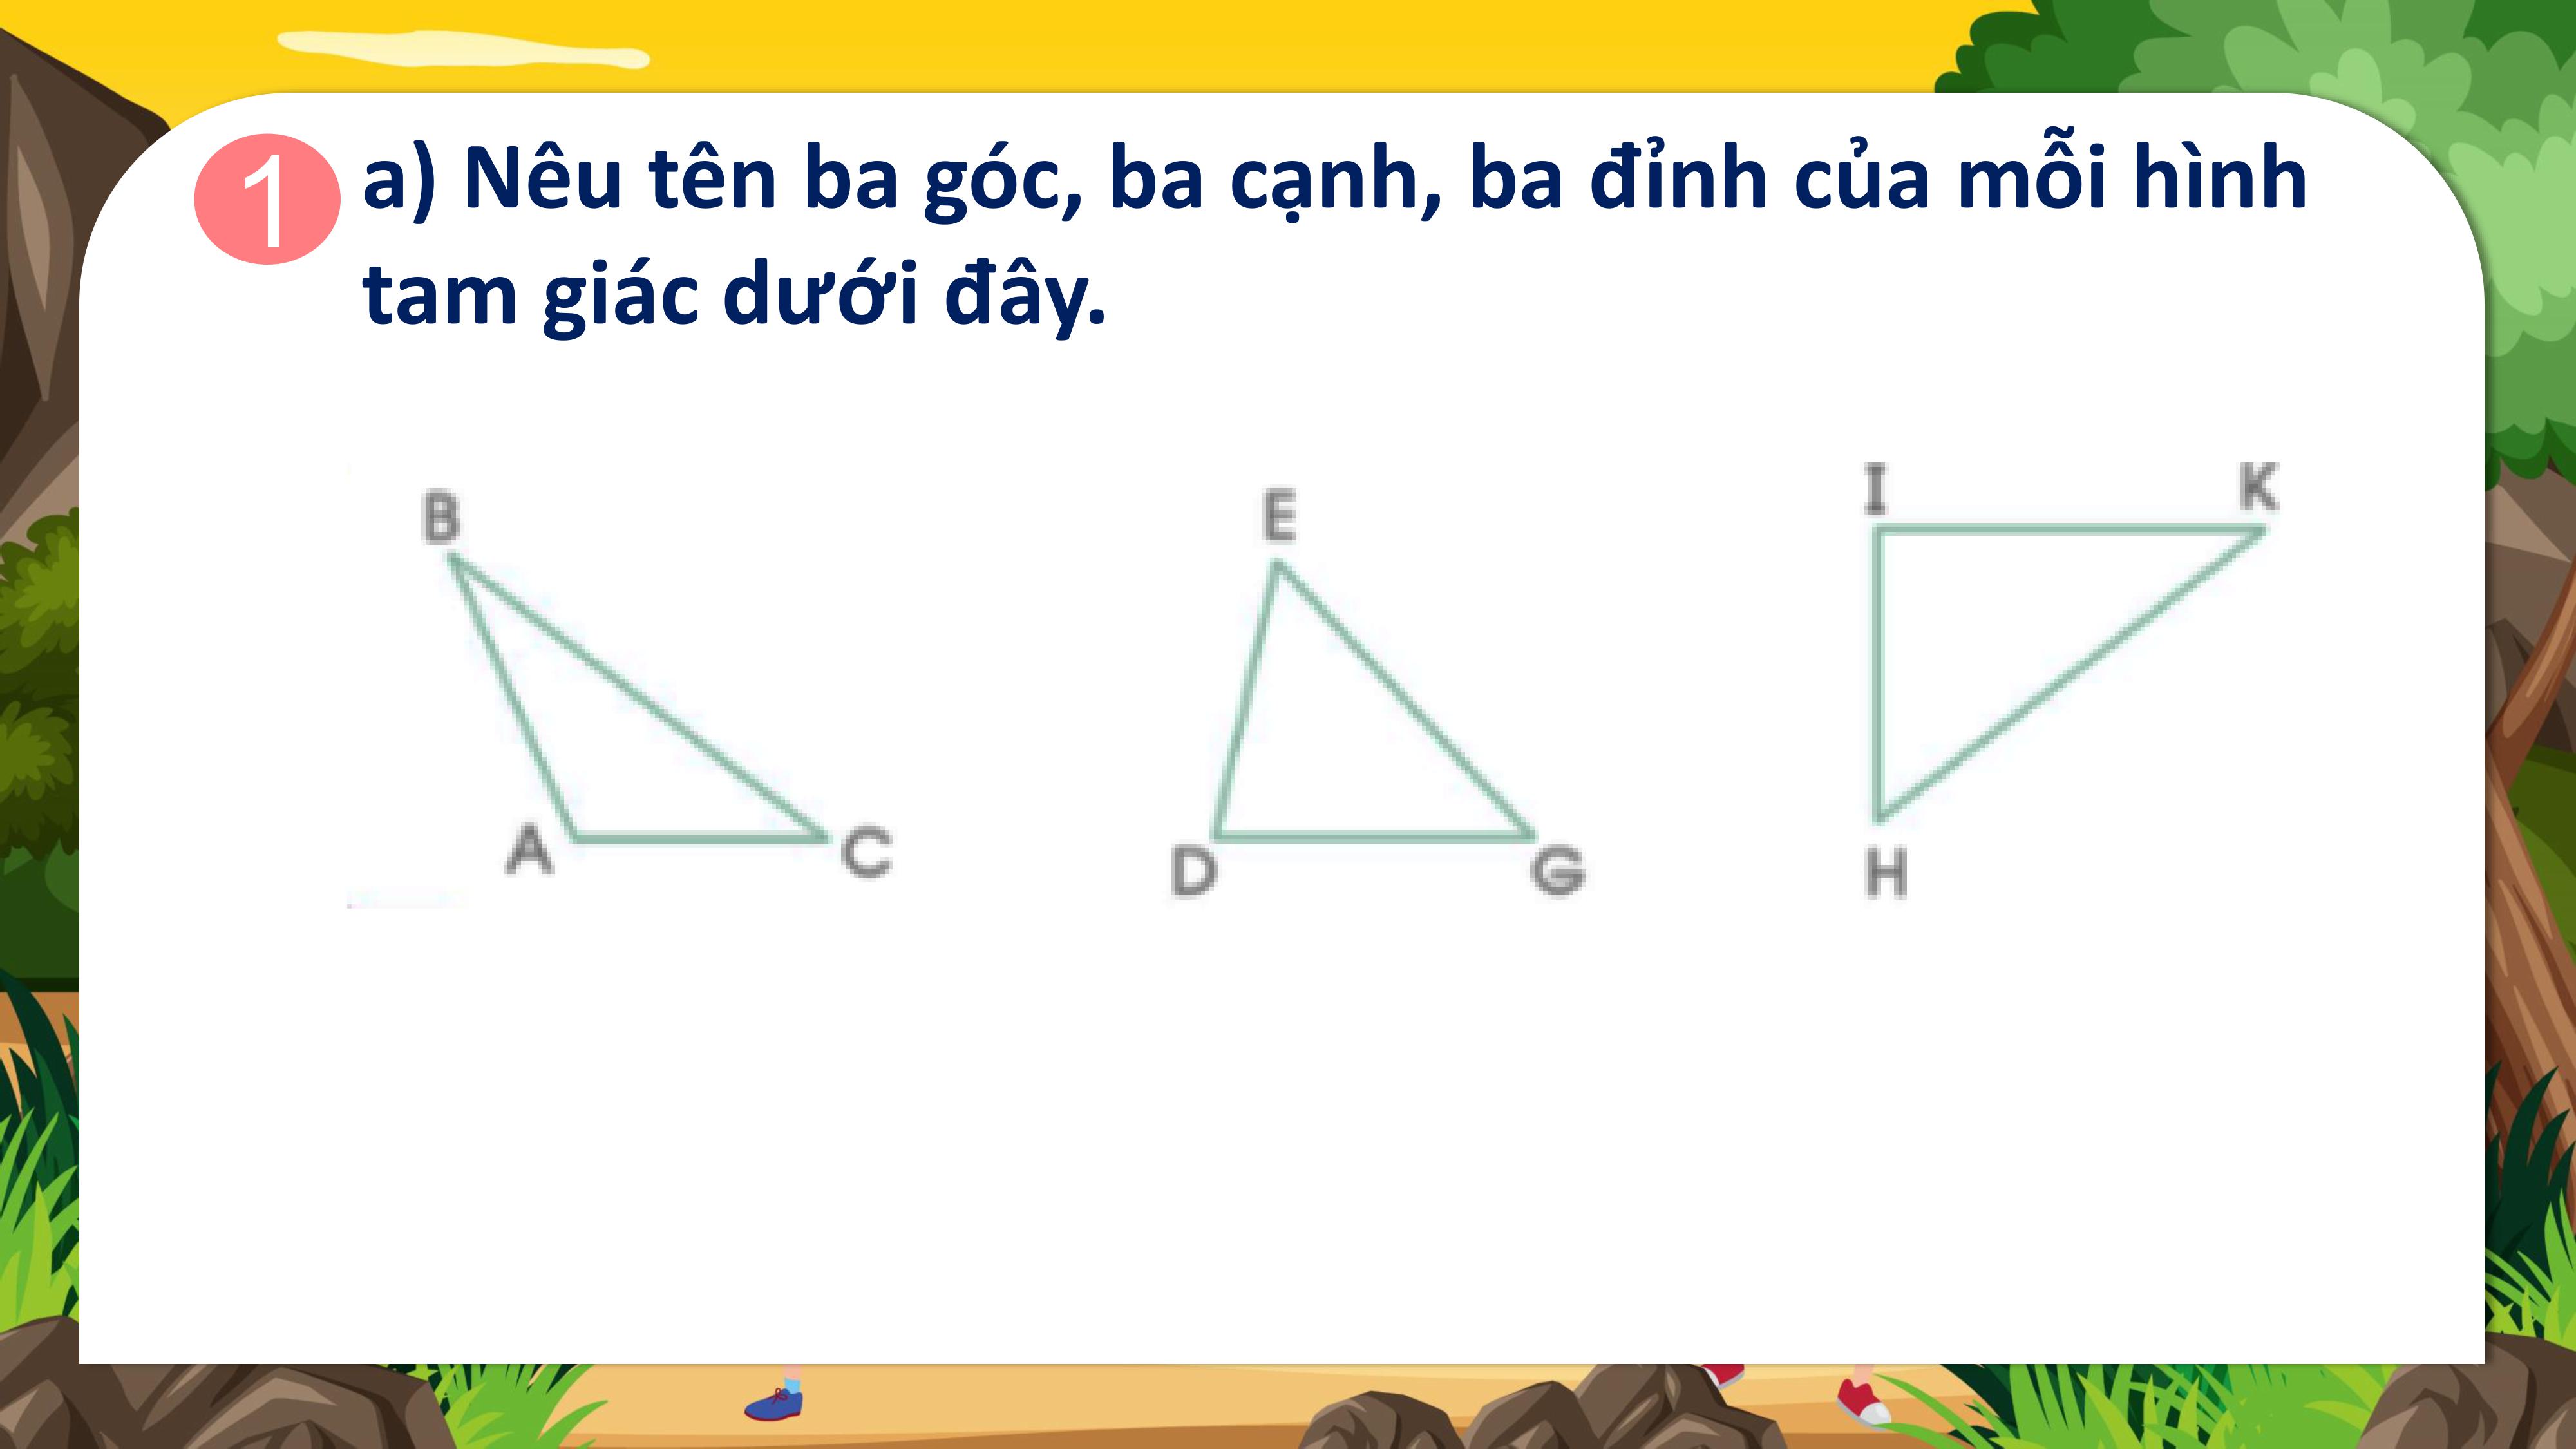 1 a) Nêu tên ba góc, ba cạnh, ba đỉnh của mỗi hình
tam giác dưới đây.
B
A
C
E
D
G
I
K
H